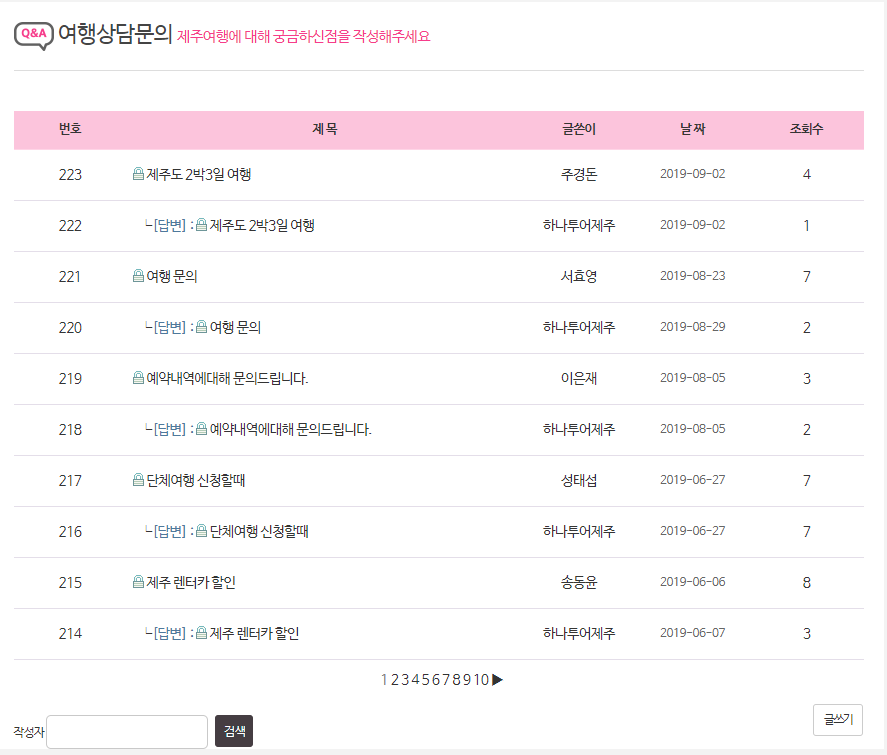 Q&A 여행상담문의 제주여행에 대해 궁금하신점을 작성해주세요
번호 제 목 글쓴이 날 짜 조회수
223 제주도 2박3일 여행 주경돈 2019-09-02 4
222 └[답변] : 제주도 2박3일 여행 하나투어제주 2019-09-02 1
221 여행 문의 서효영 2019-08-23 7
220 └[답변] : 여행 문의 하나투어제주 2019-08-29 2
219 예약내역에대해 문의드립니다. 이은재 2019-08-05 3
218 └[답변] : 예약내역에대해 문의드립니다. 하나투어제주 2019-08-05 2
217 단체여행 신청할때 성태섭 2019-06-27 7
216 └[답변] : 단체여행 신청할때 하나투어제주 2019-06-27 7
215 제주 렌터카 할인 송동윤 2019-06-06 8
214 └[답변] : 제주 렌터카 할인 하나투어제주 2019-06-07 3
1 2 3 4 5 6 7 8 9 10 ▶
글쓰기
작성자 검색